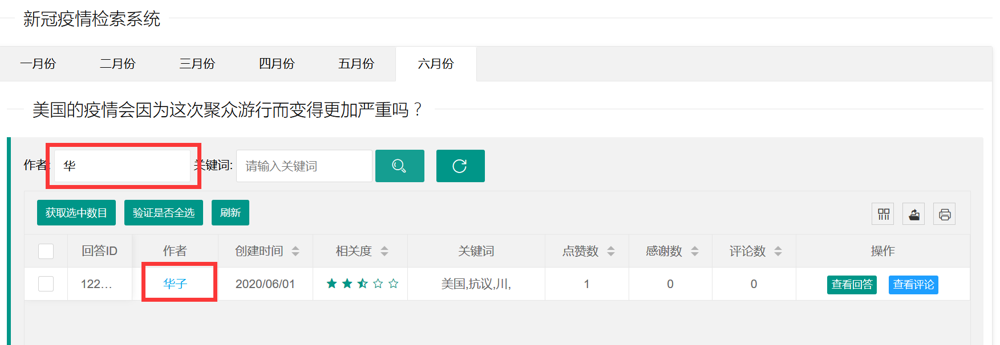 新冠疫情检索系统
一月份 二月份 三月份 四月份 五月份 六月份
美国的疫情会因为这次聚众游行而变得更加严重吗？
作者: 华 关键词: 请输入关键词
获取选中数目 验证是否全选 刷新
回答ID 作者 创建时间 相关度 关键词 点赞数 感谢数 评论数 操作
122... 华子 2020/06/01 美国,抗议,川, 1 0 0 查看回答 查看评论